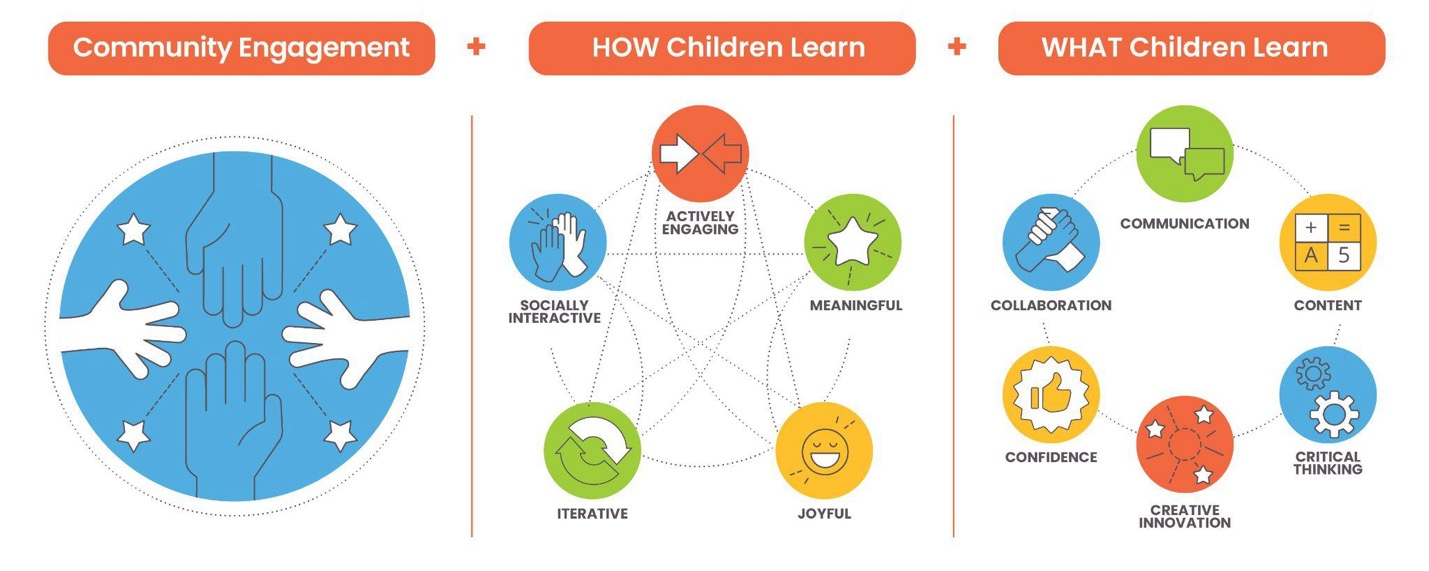 Community Engagement
+
HOW Children Learn
+
WHAT Children Learn
ACTIVELY
ENGAGING
SOCIALLY
INTERACTIVE
MEANINGFUL
ITERATIVE
JOYFUL
COMMUNICATION
COLLABORATION
+ =
A 5
CONTENT
CONFIDENCE
CRITICAL
THINKING
CREATIVE
INNOVATION